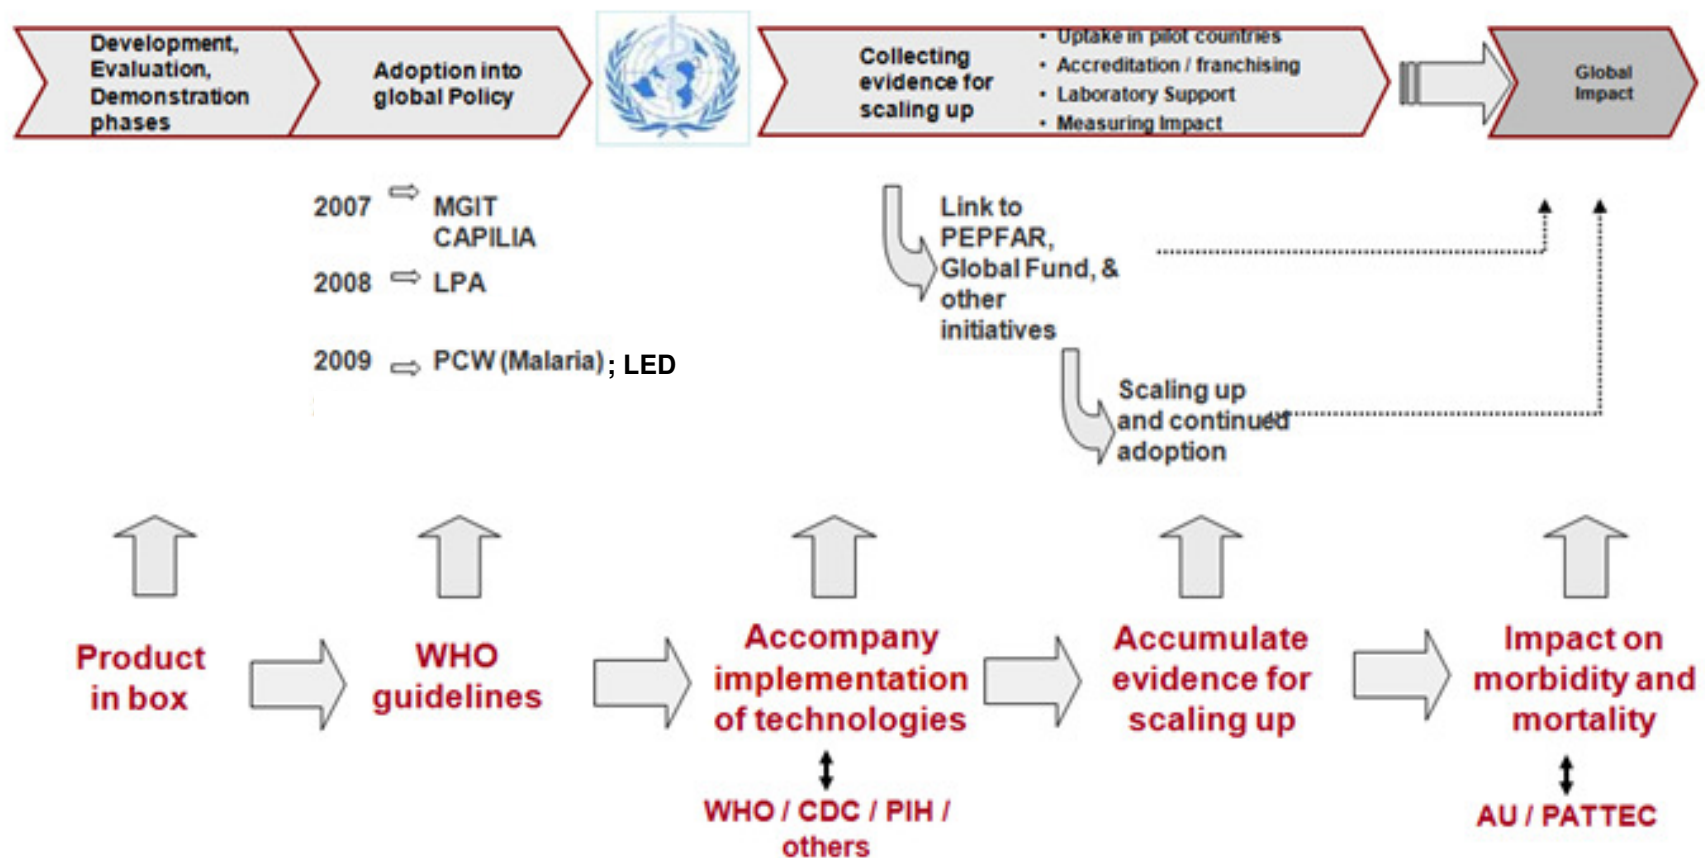 Development,
Evaluation,
Demonstration
phases
Adoption into
global Policy
Collecting
evidence for
scaling up
• Uptake in pilot countries
• Accreditation / franchising
• Laboratory Support
• Measuring Impact
Global
Impact
2007
MGIT
CAPILIA
2008
LPA
2009
PCW (Malaria) ; LED
Link to
PEPFAR,
Global Fund, &
other
initiatives
Scaling up
and continued
adoption
Product
in box
WHO
guidelines
Accompany
implementation
of technologies
Accumulate
evidence for
scaling up
Impact on
morbidity and
mortality
WHO / CDC / PIH /
others
AU / PATTEC